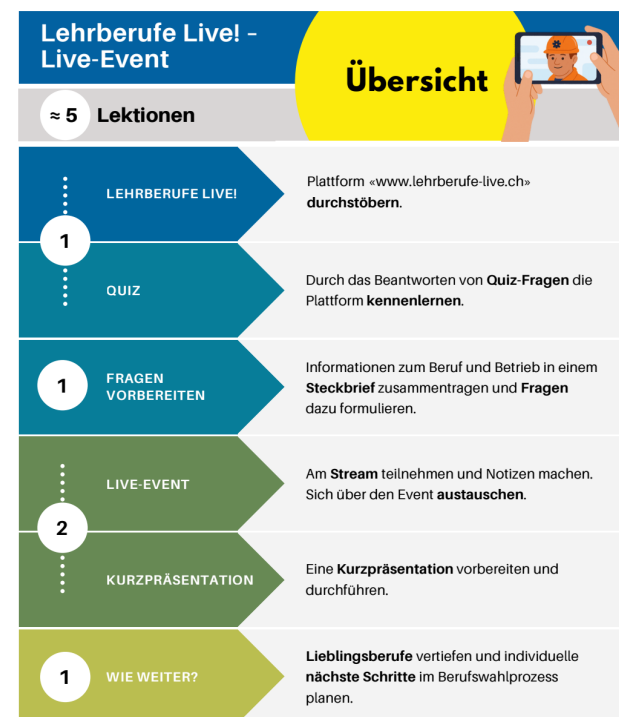 Lehrberufe Live! –
Live-Event
Übersicht
≈ 5 Lektionen
1
LEHRBERUFE LIVE!
Plattform «www.lehrberufe-live.ch»
durchstöbern.
QUIZ
Durch das Beantworten von Quiz-Fragen die
Plattform kennenlernen.
1
FRAGEN
VORBEREITEN
Informationen zum Beruf und Betrieb in einem
Steckbrief zusammentragen und Fragen
dazu formulieren.
2
LIVE-EVENT
Am Stream teilnehmen und Notizen machen.
Sich über den Event austauschen.
KURZPRÄSENTATION
Eine Kurzpräsentation vorbereiten und
durchführen.
1
WIE WEITER?
Lieblingsberufe vertiefen und individuelle
nächste Schritte im Berufswahlprozess
planen.